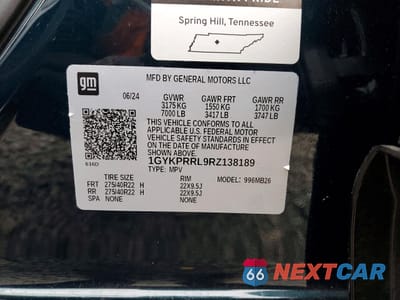 Spring Hill, Tennessee
gm
MFD BY GENERAL MOTORS LLC
06/24
GVWR GAWR FRT GAWR RR
3175 KG 1550 KG 1700 KG
7000 LB 3417 LB 3747 LB
THIS VEHICLE CONFORMS TO ALL
APPLICABLE U.S. FEDERAL MOTOR
VEHICLE SAFETY STANDARDS
IN EFFECT ON THE DATE OF
MANUFACTURE SHOWN ABOVE.
1GYKPRRL9RZ138189
TYPE: MPV
TIRE SIZE RIM MODEL: 996MB26
FRT 275/40R22 H 22X9.5J
RR 275/40R22 H 22X9.5J
SPA NONE NONE
66 NEXTCAR